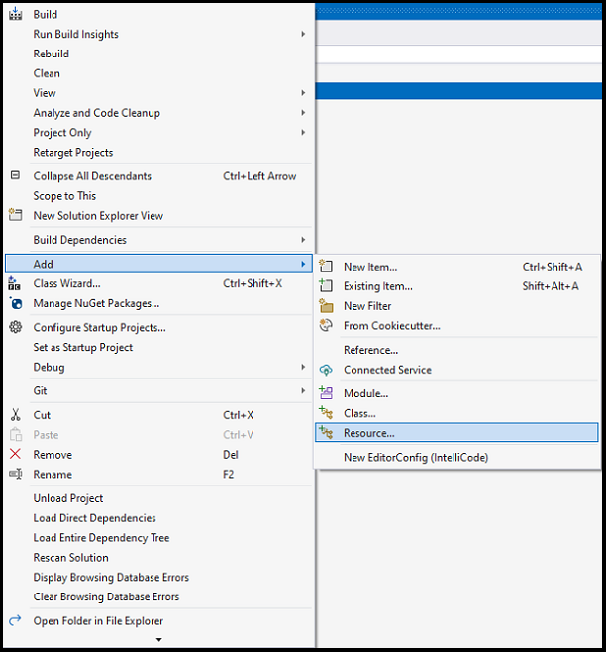 Build
Run Build Insights
Rebuild
Clean
View
Analyze and Code Cleanup
Project Only
Retarget Projects
Collapse All Descendants Ctrl+Left Arrow
Scope to This
New Solution Explorer View
Build Dependencies
Add
Class Wizard... Ctrl+Shift+X
Manage NuGet Packages...
Configure Startup Projects...
Set as Startup Project
Debug
Git
Cut Ctrl+X
Paste Ctrl+V
Remove Del
Rename F2
Unload Project
Load Direct Dependencies
Load Entire Dependency Tree
Rescan Solution
Display Browsing Database Errors
Clear Browsing Database Errors
Open Folder in File Explorer
New Item... Ctrl+Shift+A
Existing Item... Shift+Alt+A
New Filter
From Cookiecutter...
Reference...
Connected Service
Module...
Class...
Resource...
New EditorConfig (IntelliCode)